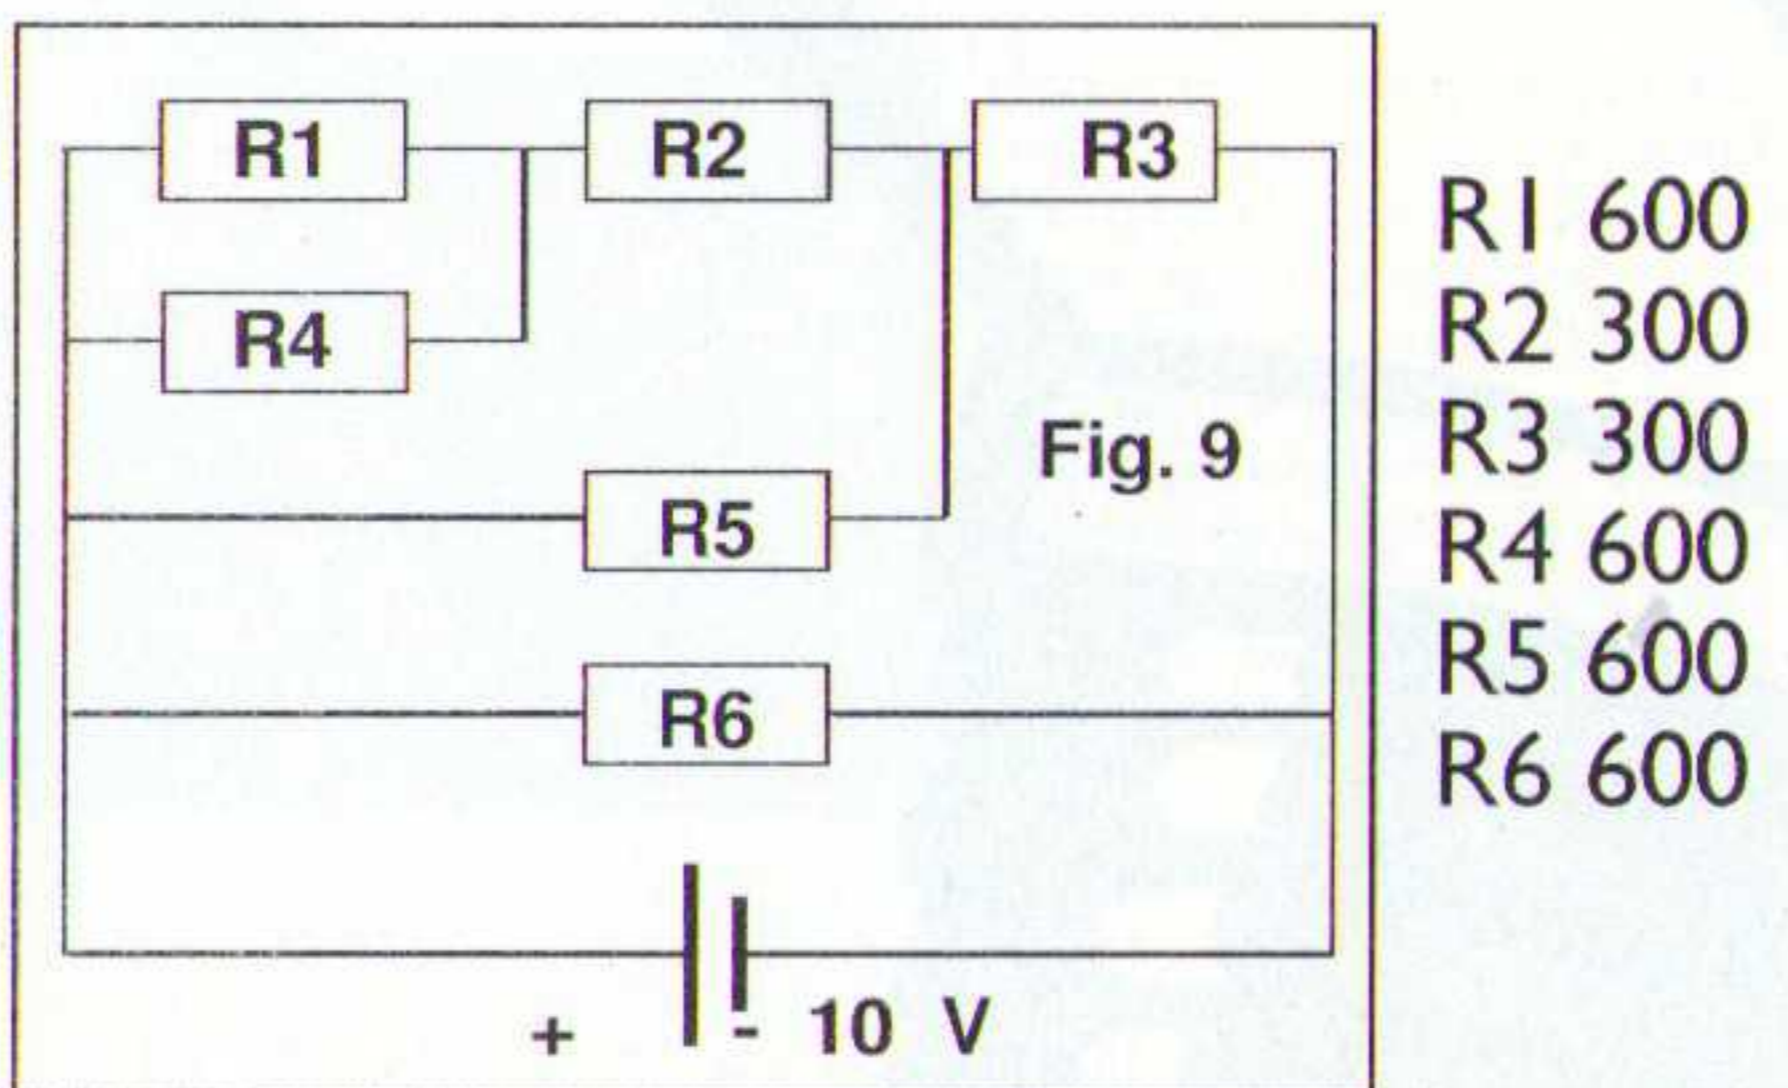 R1 R2 R3
R4
Fig. 9
R5
R6
+ - 10 V
R1 600
R2 300
R3 300
R4 600
R5 600
R6 600